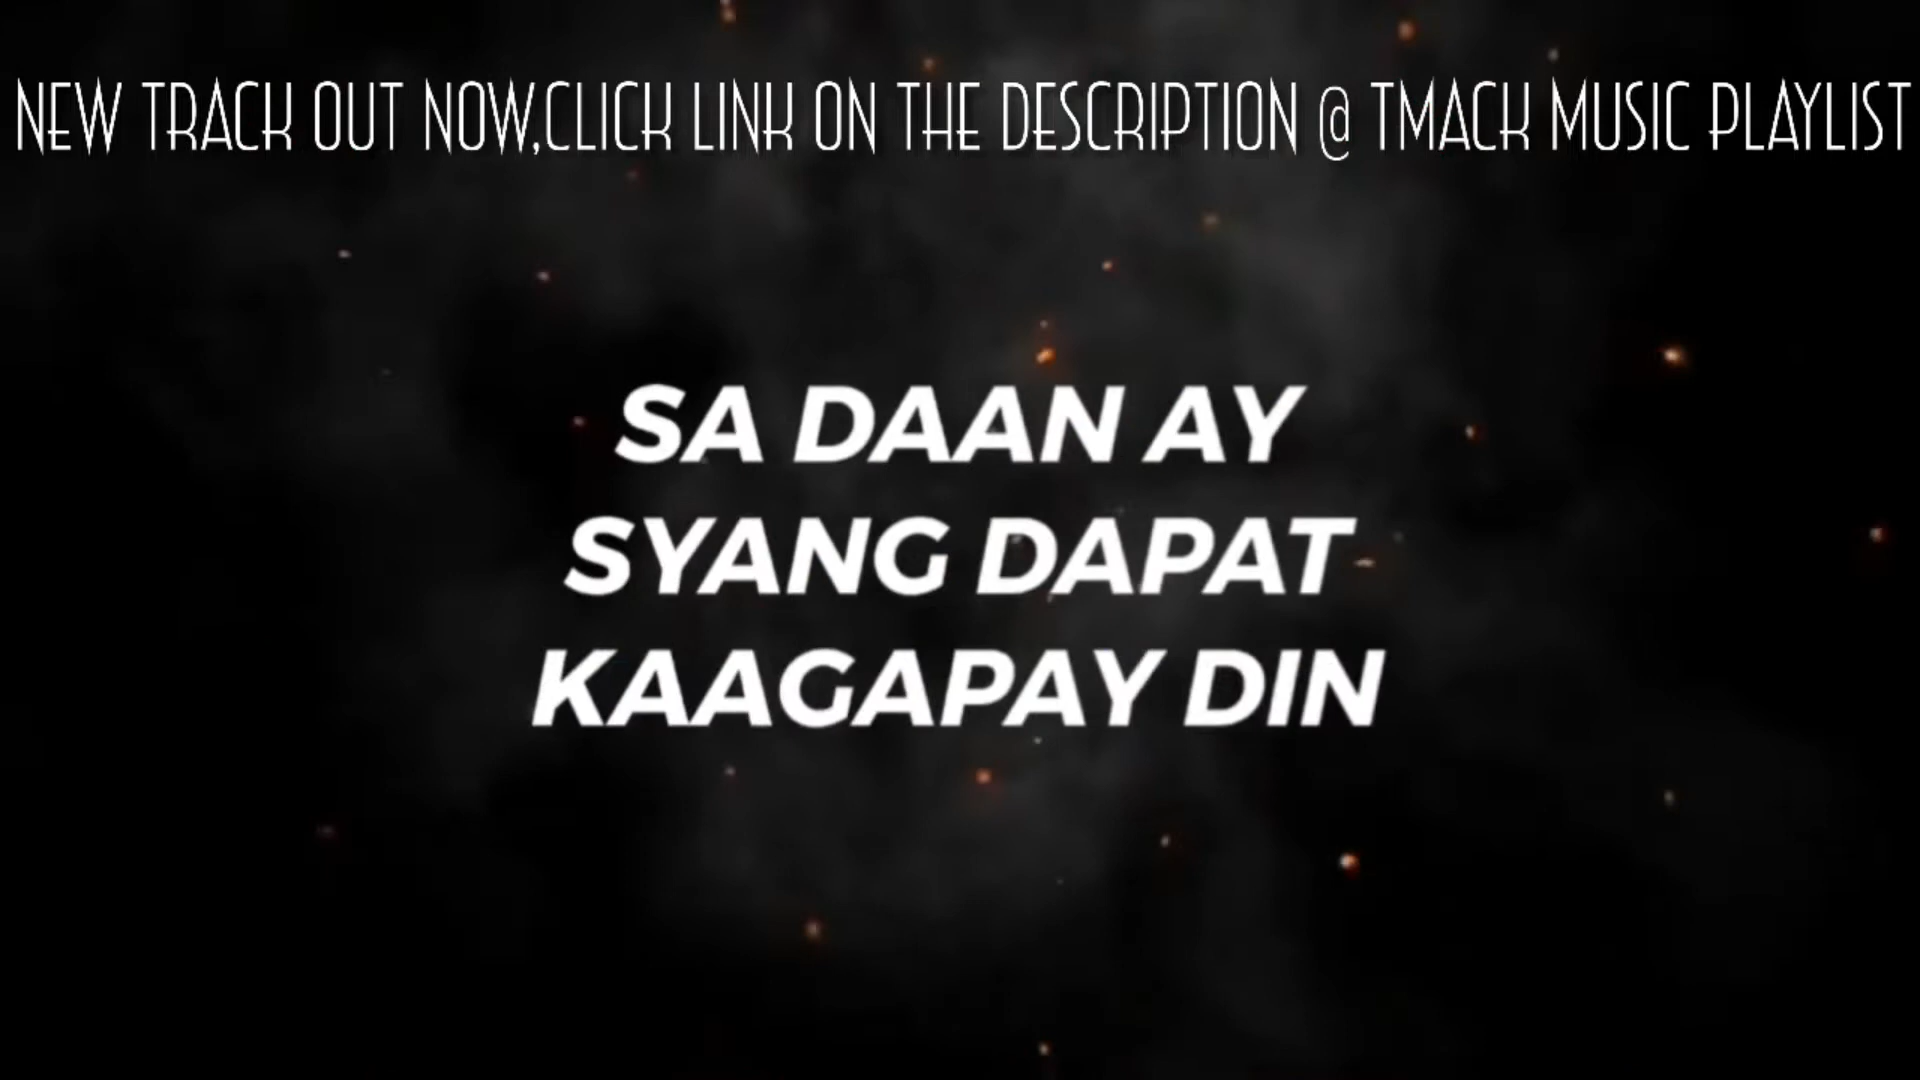 NEW TRACK OUT NOW,CLICK LINK ON THE DESCRIPTION @ TMACK MUSIC PLAYLIST
SA DAAN AY
SYANG DAPAT
KAAGAPAY DIN